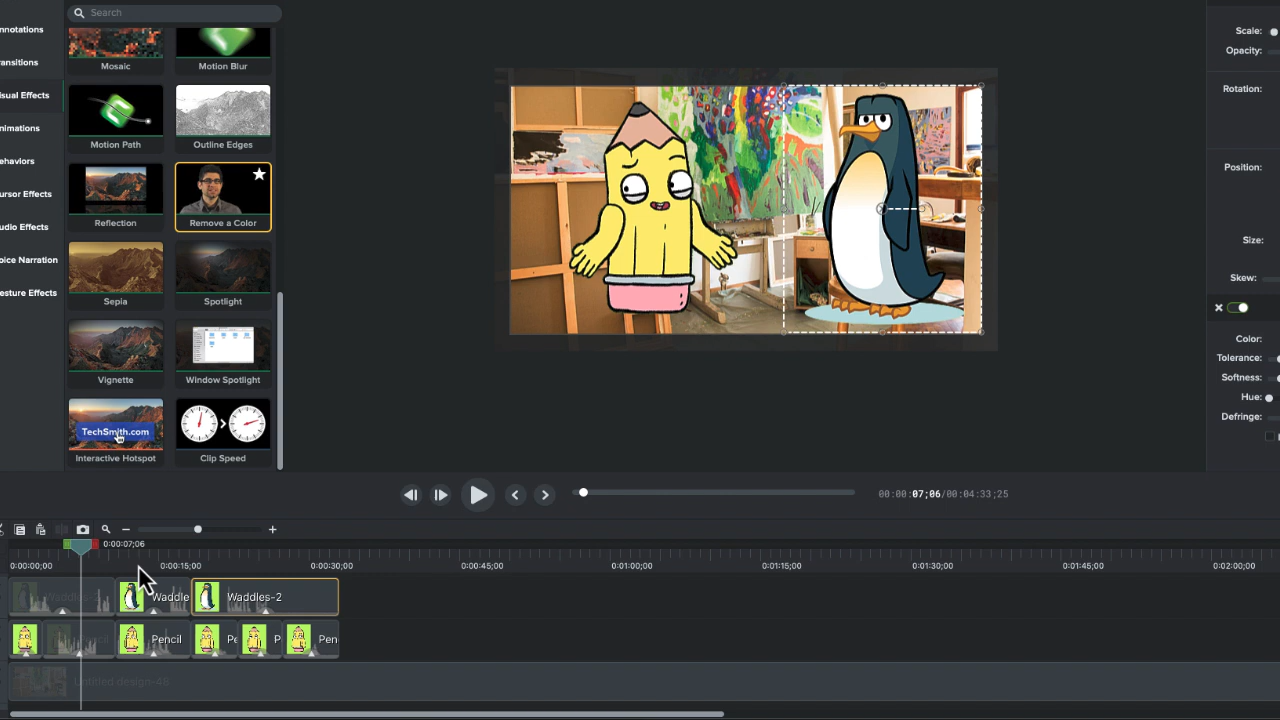 Search
nnotations
ransitions
isual Effects
nimations
ehaviors
ursor Effects
udio Effects
oice Narration
esture Effects
Mosaic
Motion Blur
Motion Path
Outline Edges
Reflection
Remove a Color
Sepia
Spotlight
Vignette
Window Spotlight
TechSmith.com
Interactive Hotspot
Clip Speed
Scale:
Opacity:
Rotation:
Position:
Size:
Skew:
Color:
Tolerance:
Softness:
Hue:
Defringe:
00:00:07;06/00:04:33;25
0:00:07;06
0:00:00;00
0:00:15;00
0:00:30;00
0:00:45;00
0:01:00;00
0:01:15;00
0:01:30;00
0:01:45;00
0:02:00;00
Waddles-2
Waddle
Waddles-2
Pencil
Pencil
Pe
P
Pen
Untitled design-46